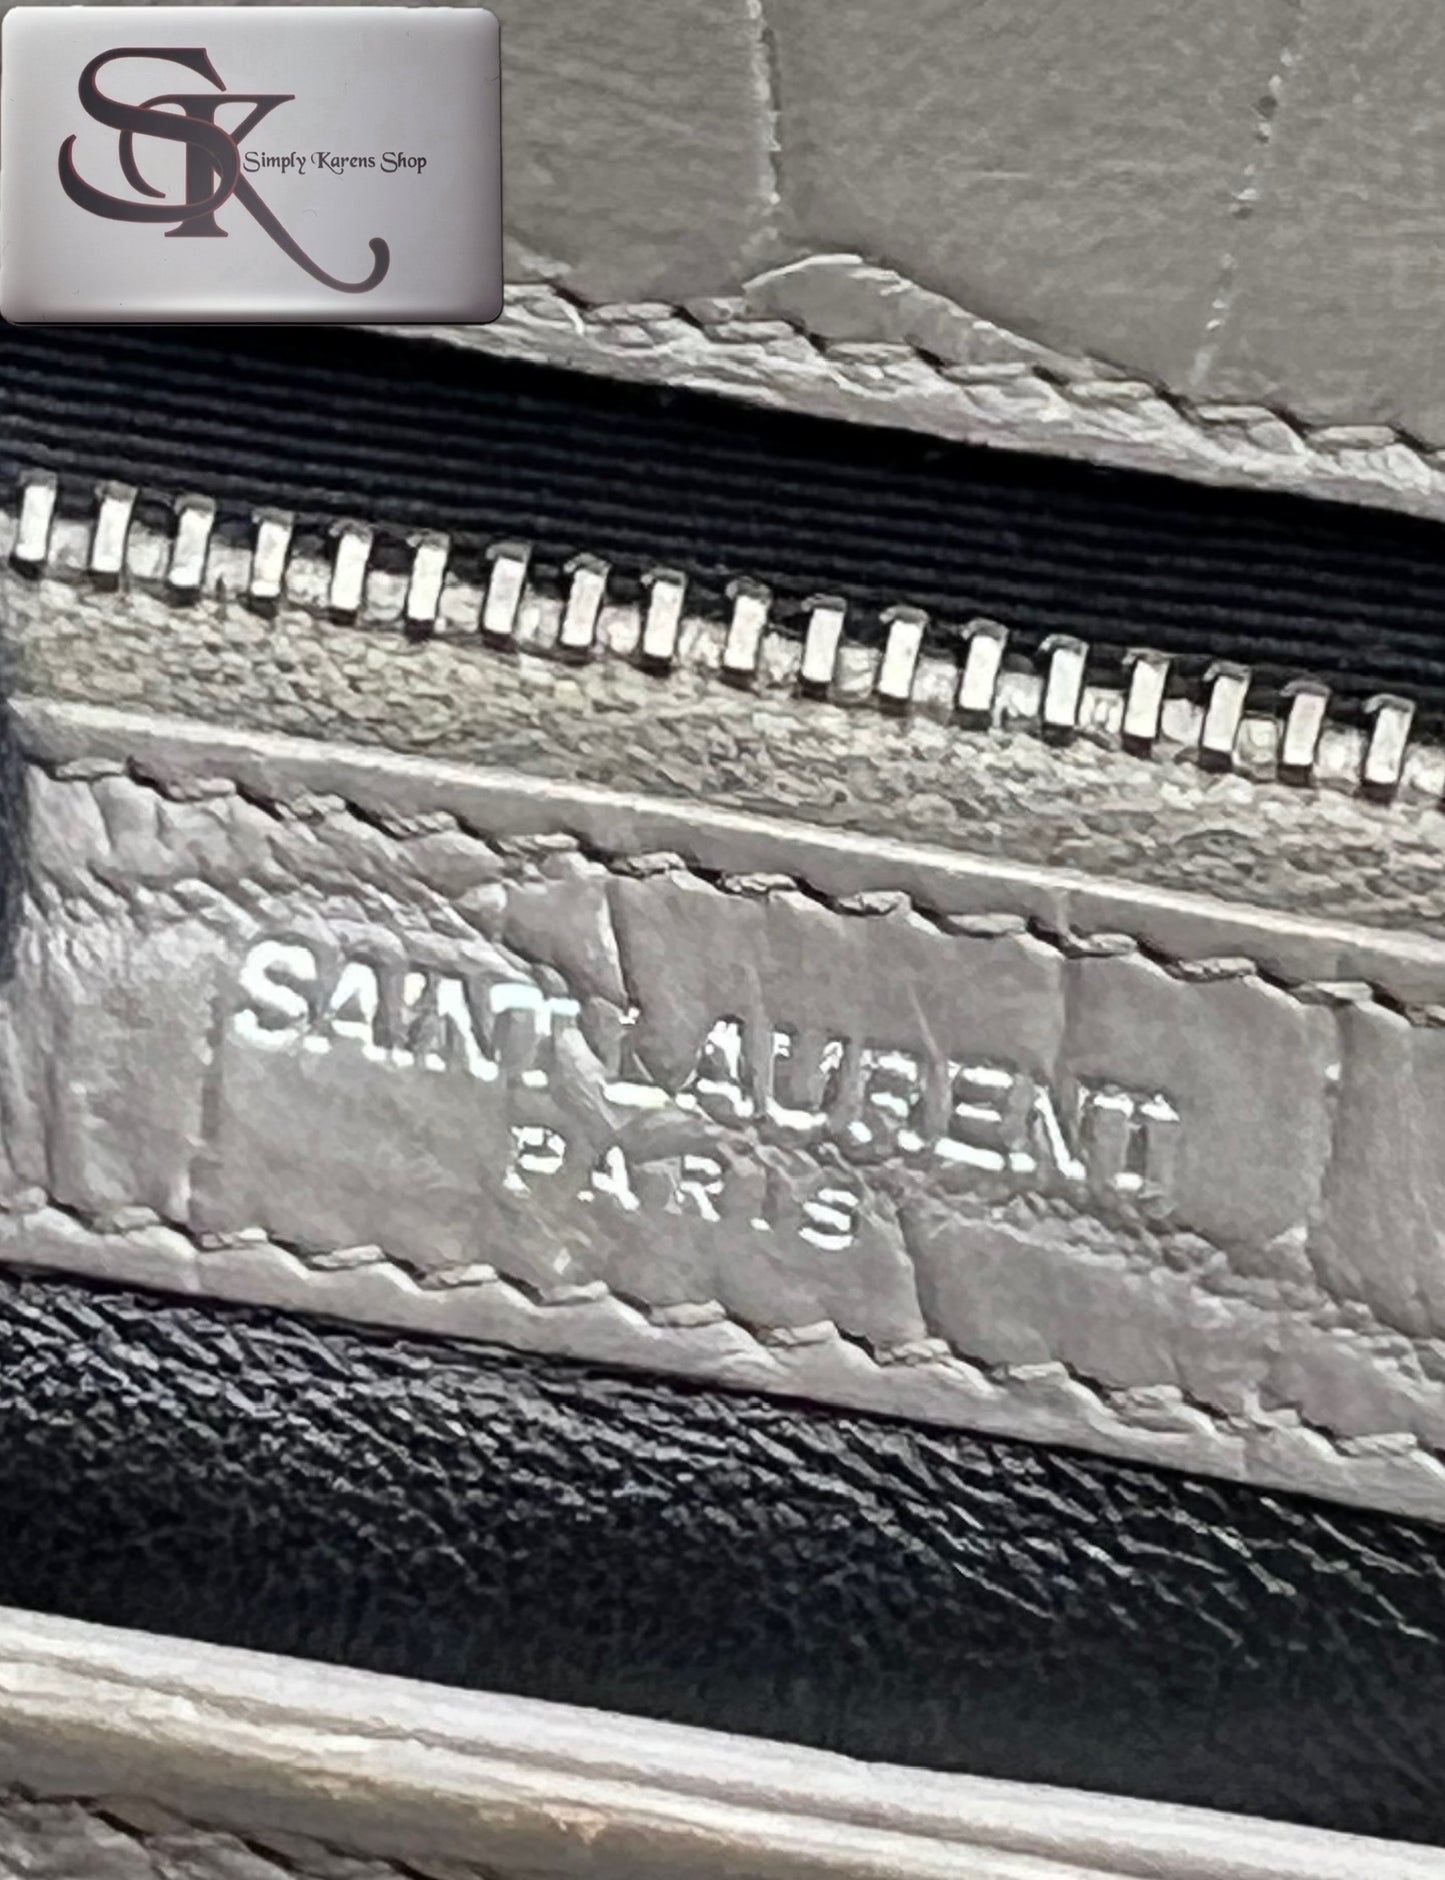 SK
Simply Karens Shop
SAINT LAURENT
PARIS